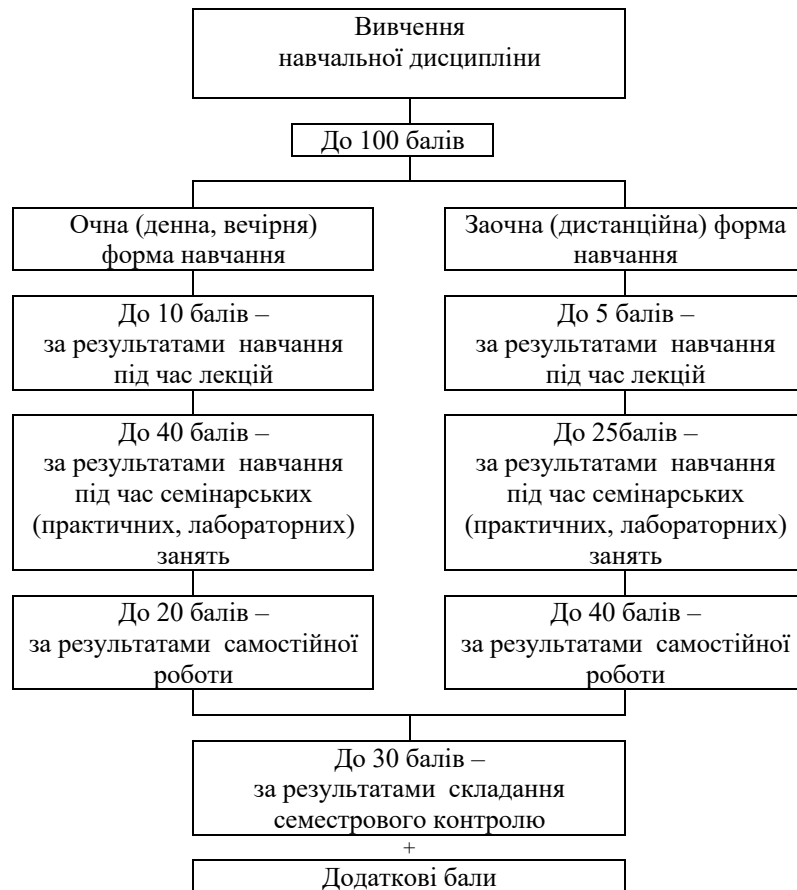 Вивчення
навчальної дисципліни
До 100 балів
Очна (денна, вечірня)
форма навчання
До 10 балів –
за результатами навчання
під час лекцій
До 40 балів –
за результатами навчання
під час семінарських
(практичних, лабораторних)
занять
До 20 балів –
за результатами самостійної
роботи
Заочна (дистанційна) форма
навчання
До 5 балів –
за результатами навчання
під час лекцій
До 25балів –
за результатами навчання
під час семінарських
(практичних, лабораторних)
занять
До 40 балів –
за результатами самостійної
роботи
До 30 балів –
за результатами складання
семестрового контролю
+
Додаткові бали